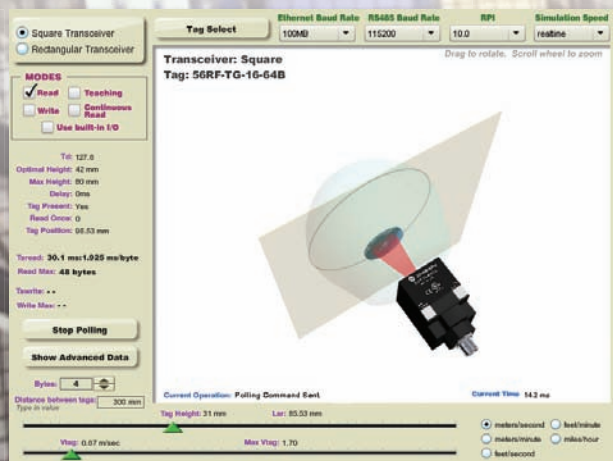 Square Transceiver
Rectangular Transceiver
Tag Select
Ethernet Baud Rate
100MB
RS485 Baud Rate
115200
RPI
10.0
Simulation Speed
realtime
MODES
Read
Teaching
Write
Continuous
Read
Use built-in I/O
Transceiver: Square
Tag: 56RF-TG-16-64B
Drag to rotate. Scroll wheel to zoom
Td: 127.8
Optimal Height: 42 mm
Max Height: 80 mm
Delay: 0ms
Tag Present: Yes
Read Once: 0
Tag Position: 98.53 mm
Taread: 30.1 ms:1.925 ms/byte
Read Max: 48 bytes
Tawrite: - -
Write Max: - -
Stop Polling
Show Advanced Data
Bytes: 4
Distance between tags: 300 mm
Type in value
Current Operation: Polling Command Sent
Current Time 14.2 ms
Tag Height: 31 mm
Lar: 85.53 mm
Vtag: 0.67 m/sec
Max Vtag: 1.70
meters/second
feet/minute
meters/minute
miles/hour
feet/second